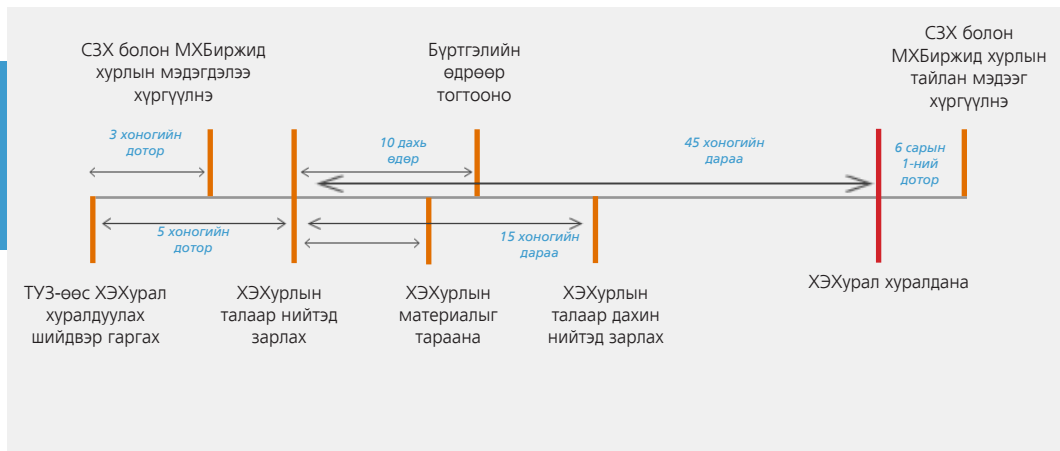 СЗХ болон МХБиржид
хурлын мэдэгдэлээ
хүргүүлнэ
Бүртгэлийн
өдрөөр
тогтооно
СЗХ болон
МХБиржид хурлын
тайлан мэдээг
хүргүүлнэ
3 хоногийн
дотор
10 дахь
өдөр
45 хоногийн
дараа
6 сарын
1-ний
дотор
5 хоногийн
дотор
15 хоногийн
дараа
ТУЗ-өөс ХЭХурал
хуралдуулах
шийдвэр гаргах
ХЭХурлын
талаар нийтэд
зарлах
ХЭХурлын
материалыг
тараана
ХЭХурлын
талаар дахин
нийтэд зарлах
ХЭХурал хуралдана